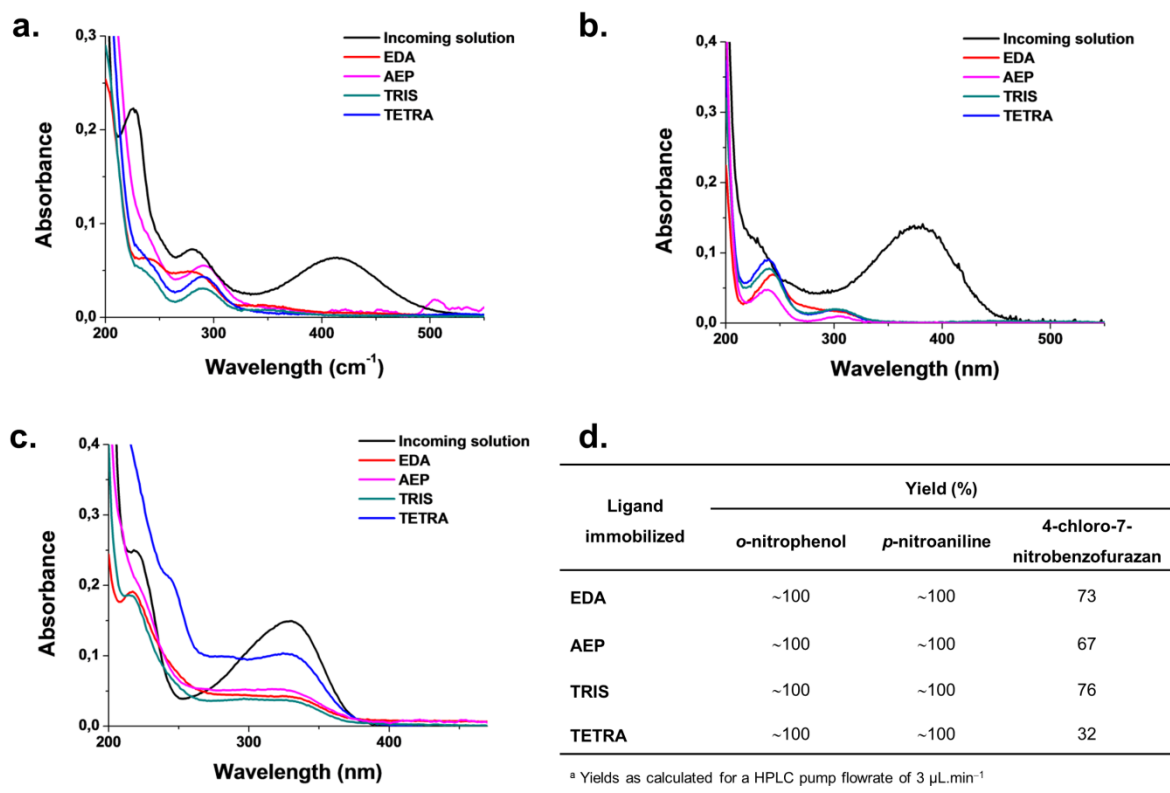 a.
Incoming solution
EDA
AEP
TRIS
TETRA
0,3
0,2
0,1
0,0
Absorbance
200 300 400 500
Wavelength (cm⁻¹)
b.
Incoming solution
EDA
AEP
TRIS
TETRA
0,4
0,3
0,2
0,1
0,0
Absorbance
200 300 400 500
Wavelength (nm)
c.
Incoming solution
EDA
AEP
TRIS
TETRA
0,4
0,3
0,2
0,1
0,0
Absorbance
200 300 400
Wavelength (nm)
d.
Ligand immobilized
Yield (%)
o-nitrophenol p-nitroaniline 4-chloro-7-
nitrobenzofurazan
EDA ~100 ~100 73
AEP ~100 ~100 67
TRIS ~100 ~100 76
TETRA ~100 ~100 32
ᵃ Yields as calculated for a HPLC pump flowrate of 3 µL.min⁻¹